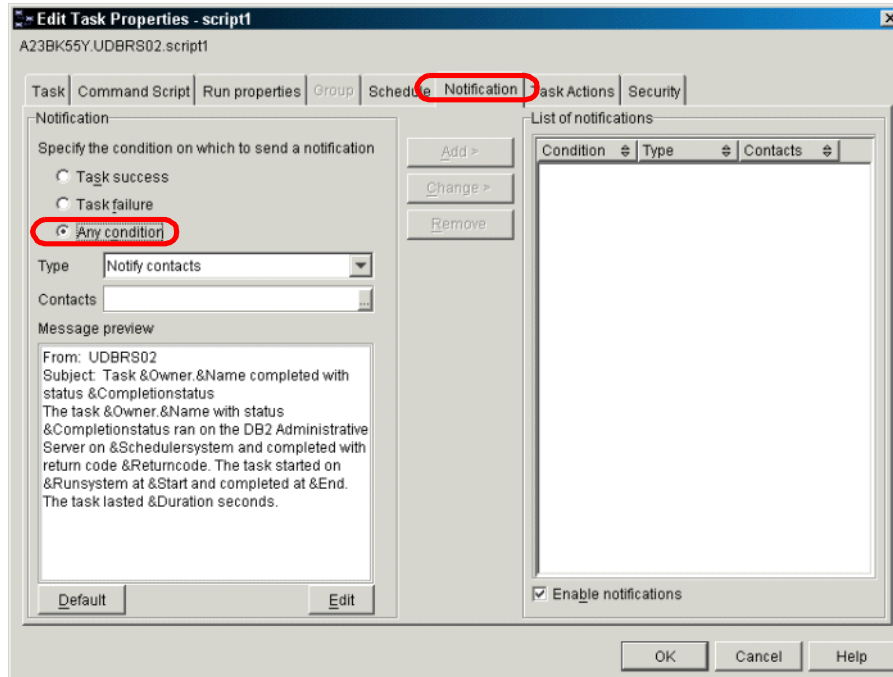 Edit Task Properties - script1
A23BK55Y.UDBRS02.script1
Task Command Script Run properties Group Schedule Notification Task Actions Security
Notification
Specify the condition on which to send a notification
Task success
Task failure
Any condition
Type Notify contacts
Contacts ...
Message preview
From: UDBRS02
Subject: Task &Owner.&Name completed with
status &Completionstatus
The task &Owner.&Name with status
&Completionstatus ran on the DB2 Administrative
Server on &Schedulersystem and completed with
return code &Returncode. The task started on
&Runsystem at &Start and completed at &End.
The task lasted &Duration seconds.
Default Edit
Add >
Change >
Remove
List of notifications
Condition Type Contacts
Enable notifications
OK Cancel Help